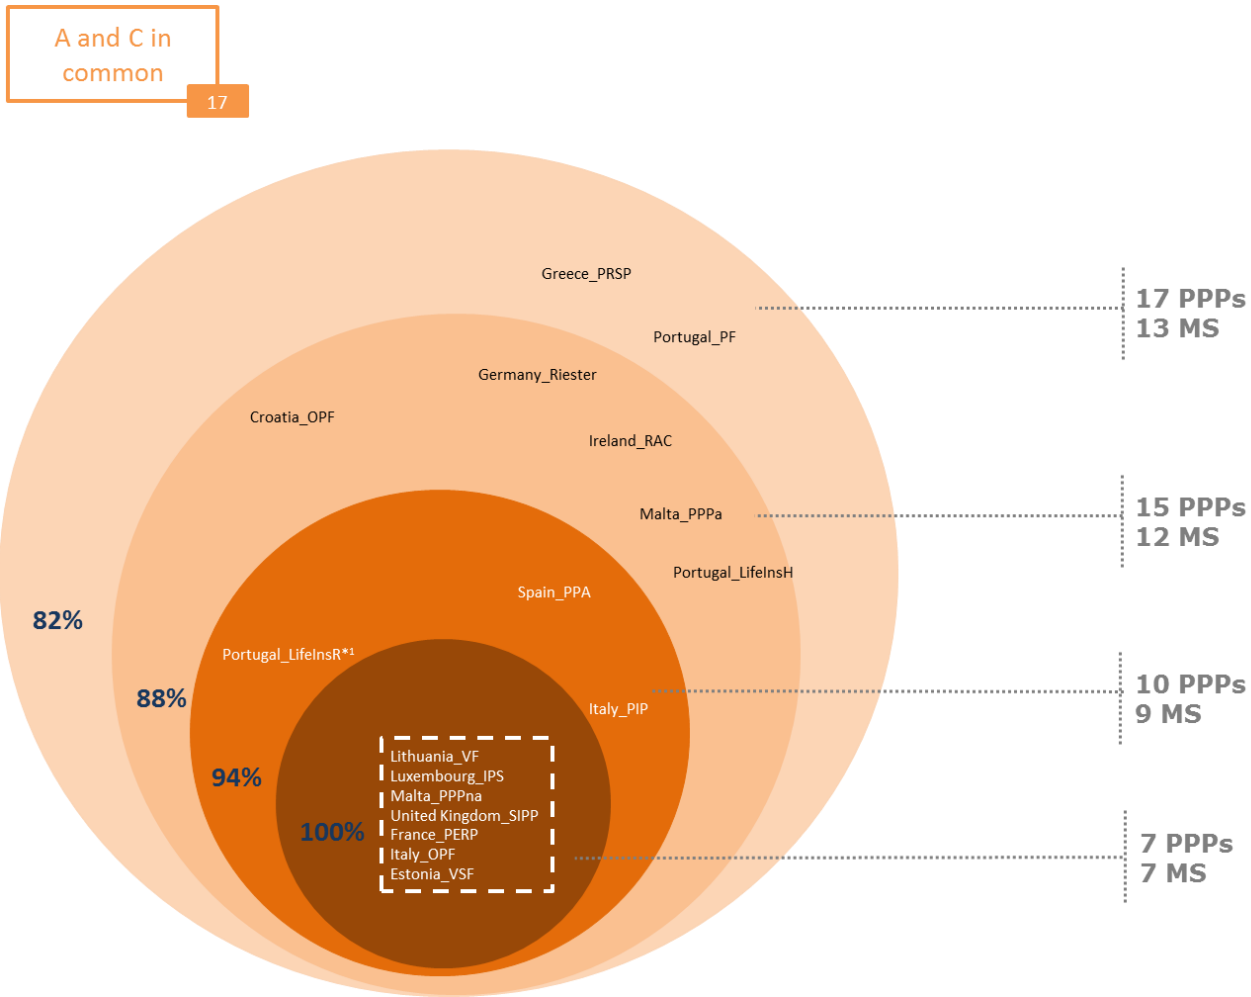 A and C in
common
17
Greece_PRSP
17 PPPs
13 MS
Portugal_PF
Germany_Riester
Croatia_OPF
Ireland_RAC
Malta_PPPa
15 PPPs
12 MS
Portugal_LifeInsH
Spain_PPA
82%
Portugal_LifeInsR*¹
88%
Italy_PIP
10 PPPs
9 MS
94%
Lithuania_VF
Luxembourg_IPS
Malta_PPPna
United Kingdom_SIPP
France_PERP
Italy_OPF
Estonia_VSF
100%
7 PPPs
7 MS